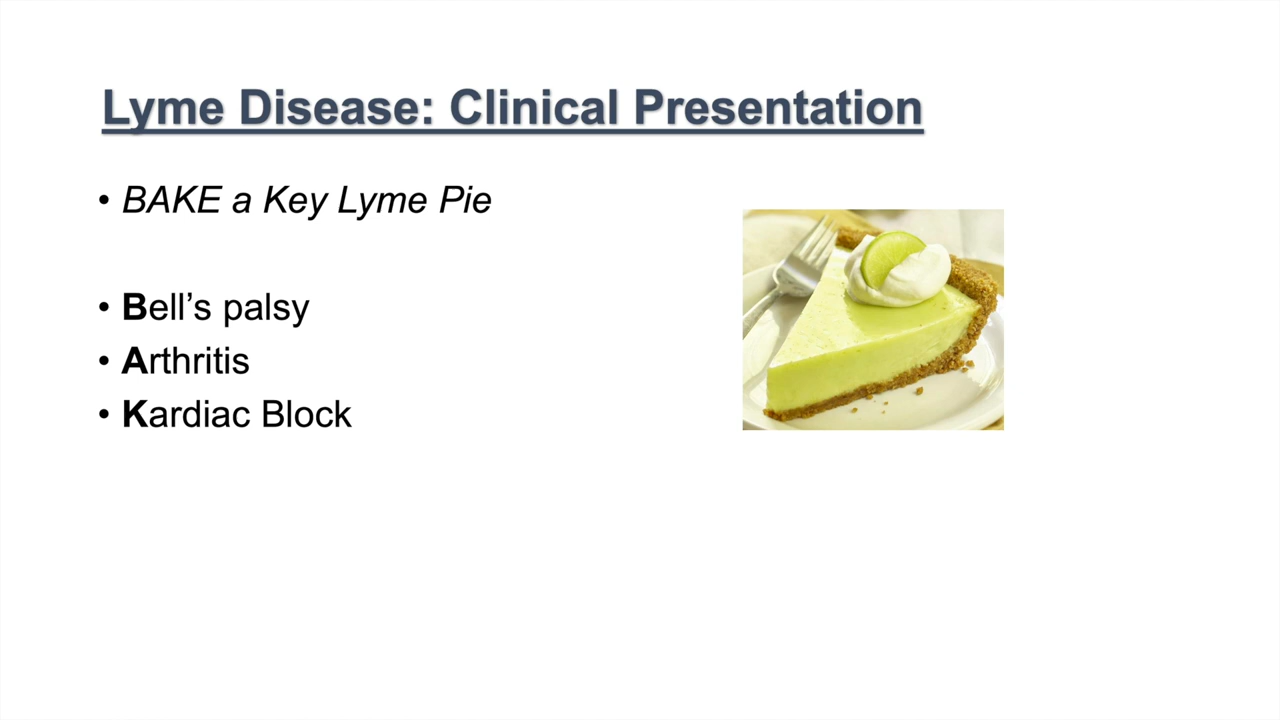 Lyme Disease: Clinical Presentation
• BAKE a Key Lyme Pie
• Bell’s palsy
• Arthritis
• Kardiac Block